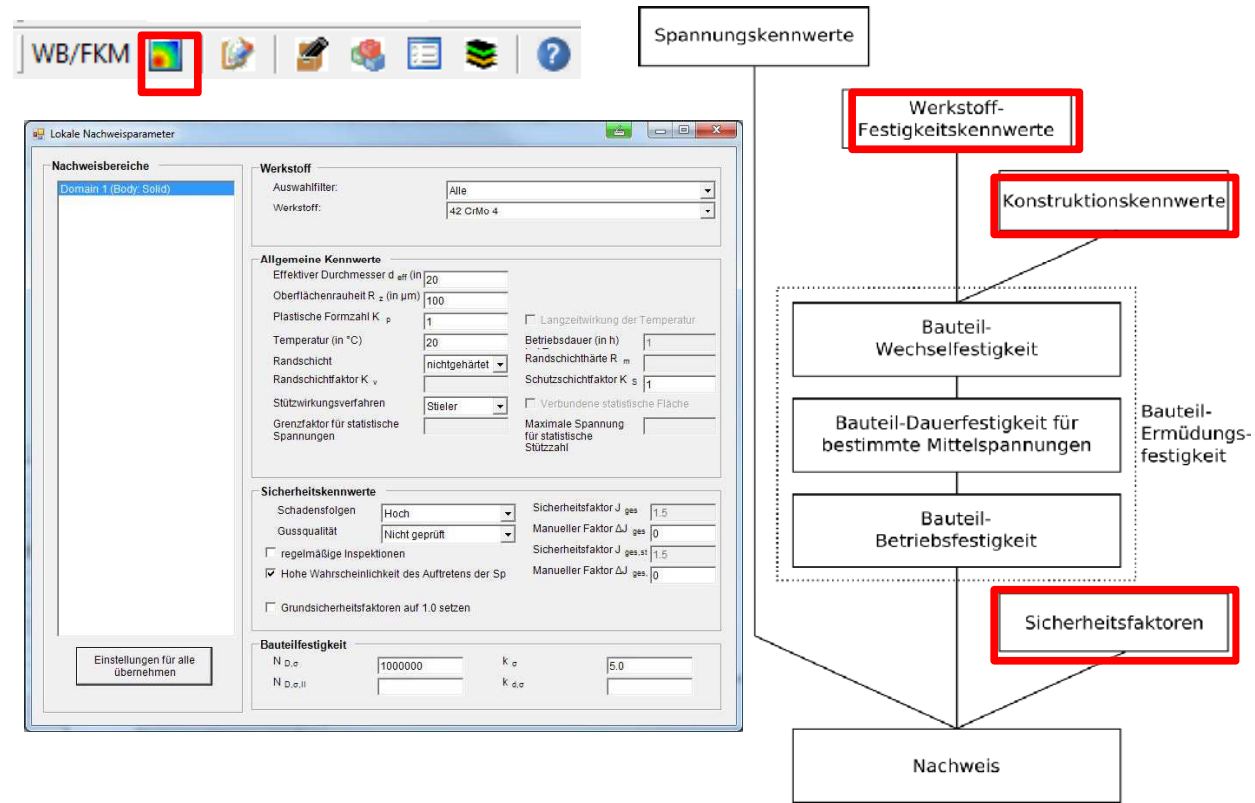 WB/FKM
Lokale Nachweisparameter
Nachweisbereiche
Domain 1 (Body: Solid)
Einstellungen für alle
übernehmen
Werkstoff
Auswahlfilter:
Alle
Werkstoff:
42 CrMo 4
Allgemeine Kennwerte
Effektiver Durchmesser d eff (in
20
Oberflächenrauheit R z (in µm)
100
Plastische Formzahl K p
1
Langzeitwirkung der Temperatur
Temperatur (in °C)
20
Betriebsdauer (in h)
1
Randschicht
nichtgehärtet
Randschichthärte R m
Randschichtfaktor K v
Schutzschichtfaktor K S
1
Stützwirkungsverfahren
Stieler
Verbundene statistische Fläche
Grenzfaktor für statistische
Spannungen
Maximale Spannung
für statistische
Stützzahl
Sicherheitskennwerte
Schadensfolgen
Hoch
Sicherheitsfaktor J ges
1.5
Gussqualität
Nicht geprüft
Manueller Faktor ΔJ ges
0
regelmäßige Inspektionen
Sicherheitsfaktor J ges,st
1.5
Hohe Wahrscheinlichkeit des Auftretens der Sp
Manueller Faktor ΔJ ges,
0
Grundsicherheitsfaktoren auf 1.0 setzen
Bauteilfestigkeit
N D,σ
1000000
k σ
5.0
N D,σ,II
k d,σ
Spannungskennwerte
Werkstoff-
Festigkeitskennwerte
Konstruktionskennwerte
Bauteil-
Wechselfestigkeit
Bauteil-Dauerfestigkeit für
bestimmte Mittelspannungen
Bauteil-
Betriebsfestigkeit
Bauteil-
Ermüdungs-
festigkeit
Sicherheitsfaktoren
Nachweis